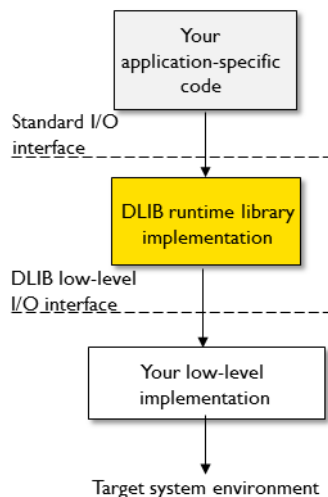 Your
application-specific
code
Standard I/O
interface
DLIB runtime library
implementation
DLIB low-level
I/O interface
Your low-level
implementation
Target system environment